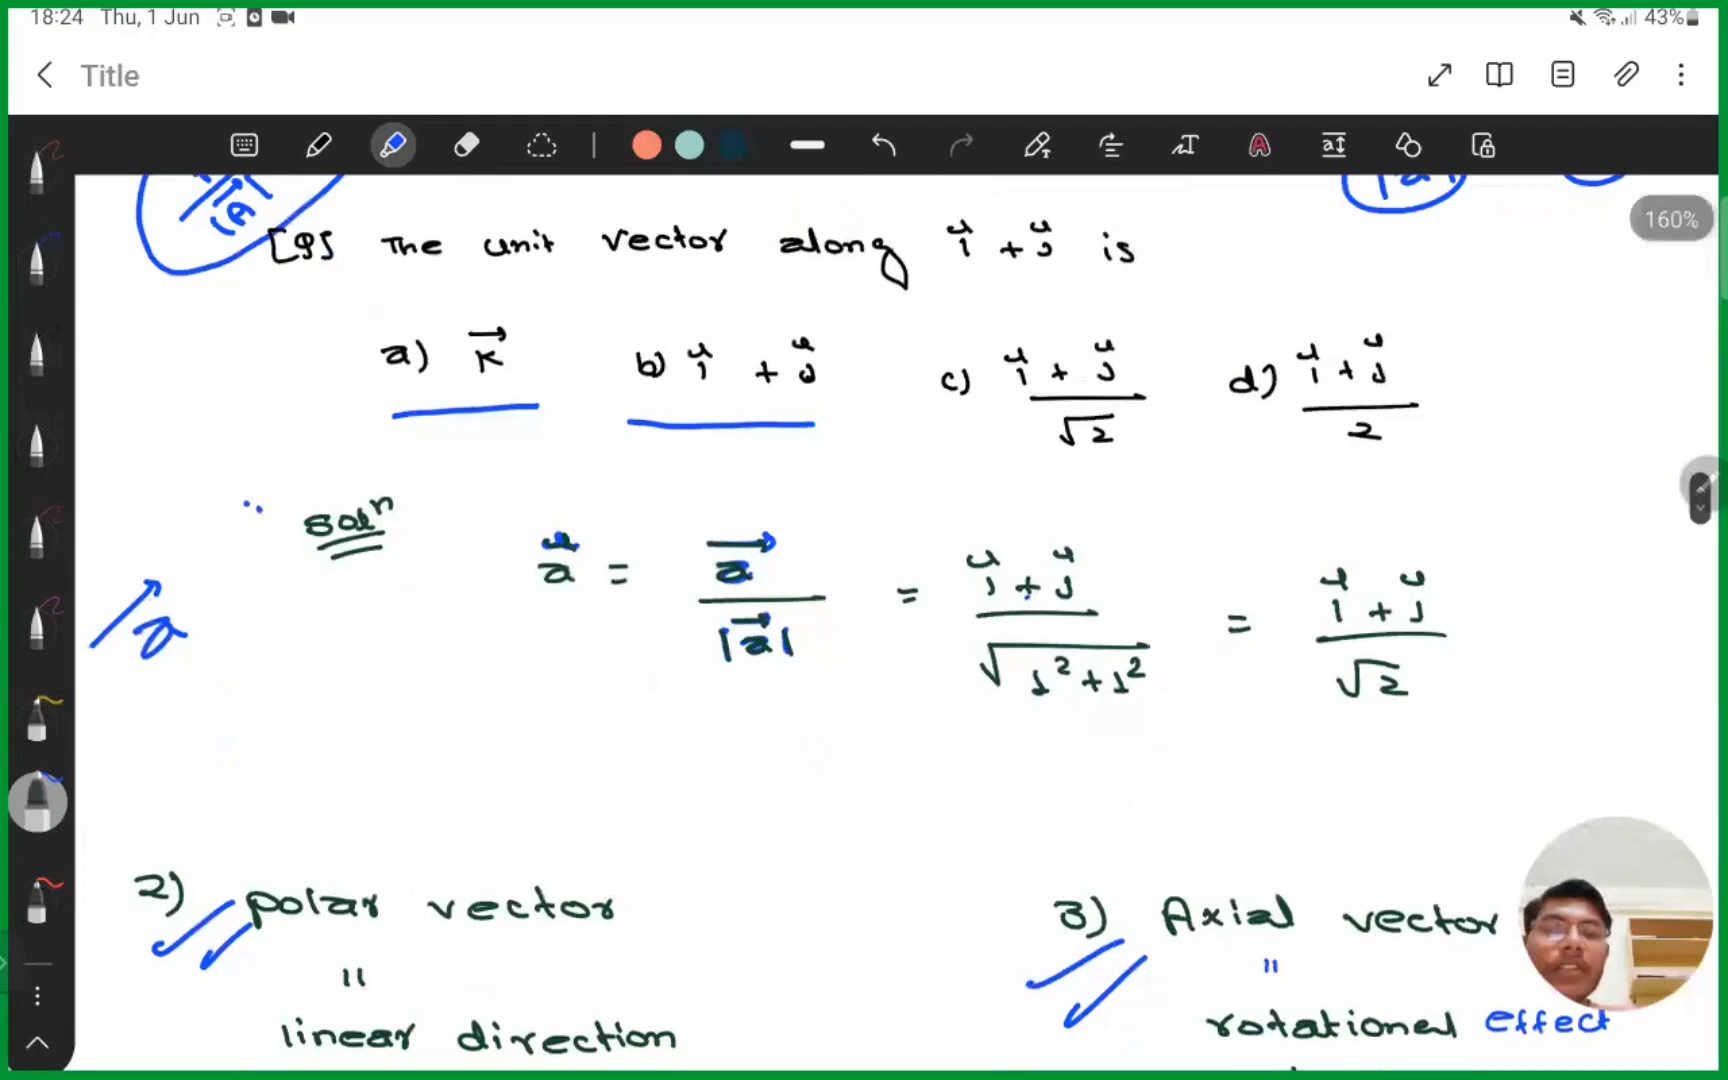 18:24 Thu, 1 Jun
43%
Title
160%
[Q] The unit vector along î + ĵ is
a) K⃗ b) î + ĵ c) î + ĵ / √2 d) î + ĵ / 2
solⁿ
â = a⃗ / |a⃗| = î + ĵ / √1² + 1² = î + ĵ / √2
a
2) polar vector
"
linear direction
3) Axial vector
"
rotational effect